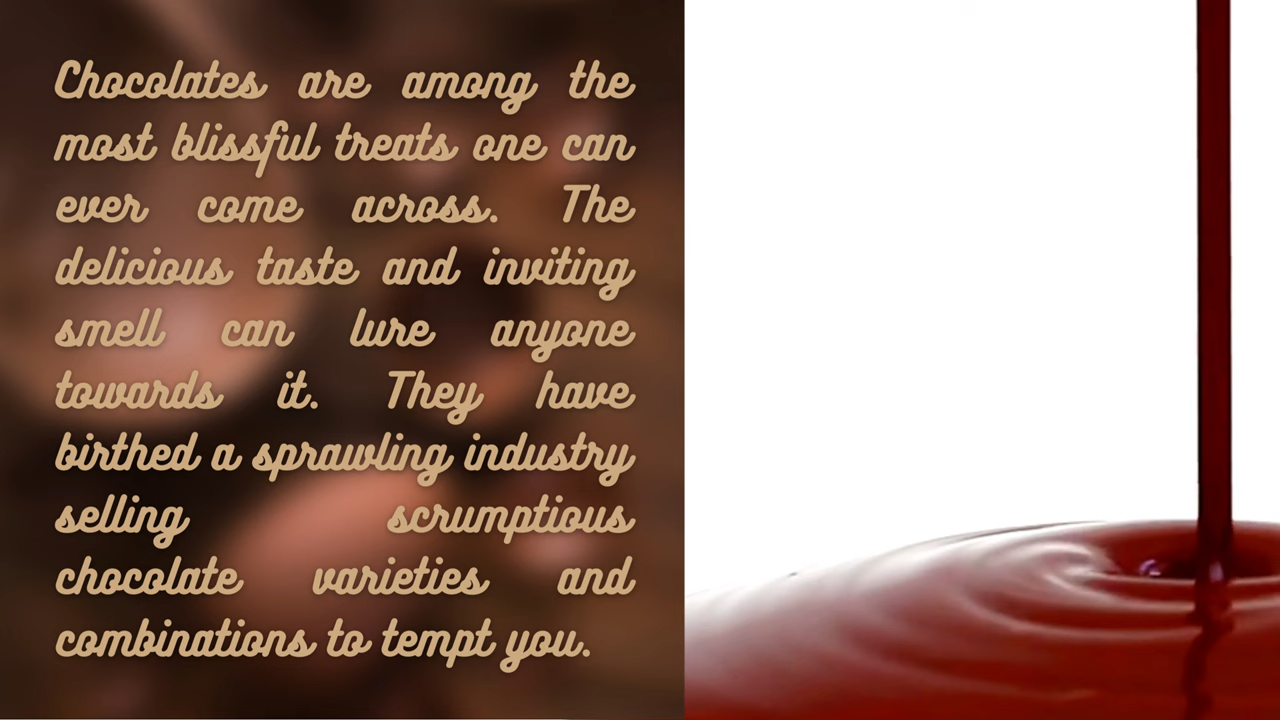 Chocolates are among the
most blissful treats one can
ever come across. The
delicious taste and inviting
smell can lure anyone
towards it. They have
birthed a sprawling industry
selling scrumptious
chocolate varieties and
combinations to tempt you.